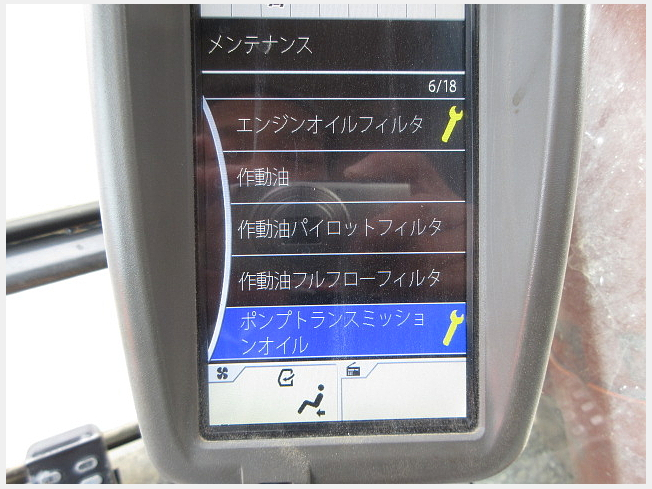 メンテナンス
6/18
エンジンオイルフィルタ
作動油
作動油パイロットフィルタ
作動油フルフローフィルタ
ポンプトランスミッショ
ンオイル